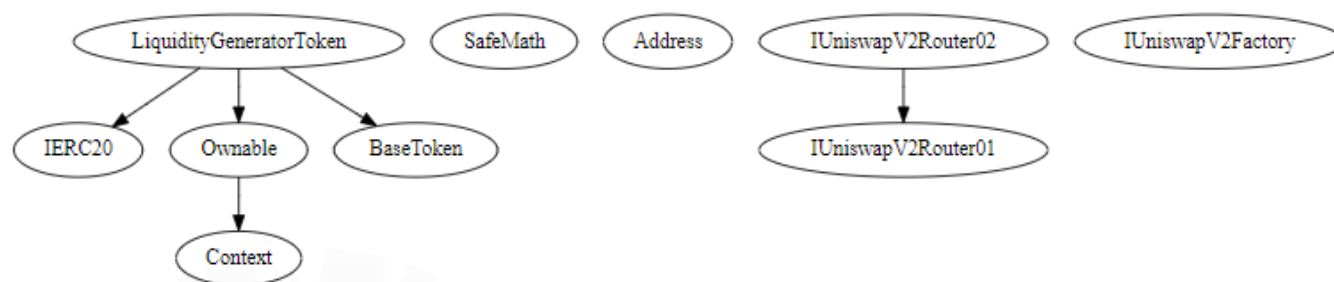 LiquidityGeneratorToken
SafeMath
Address
IUniswapV2Router02
IUniswapV2Factory
IERC20
Ownable
BaseToken
IUniswapV2Router01
Context